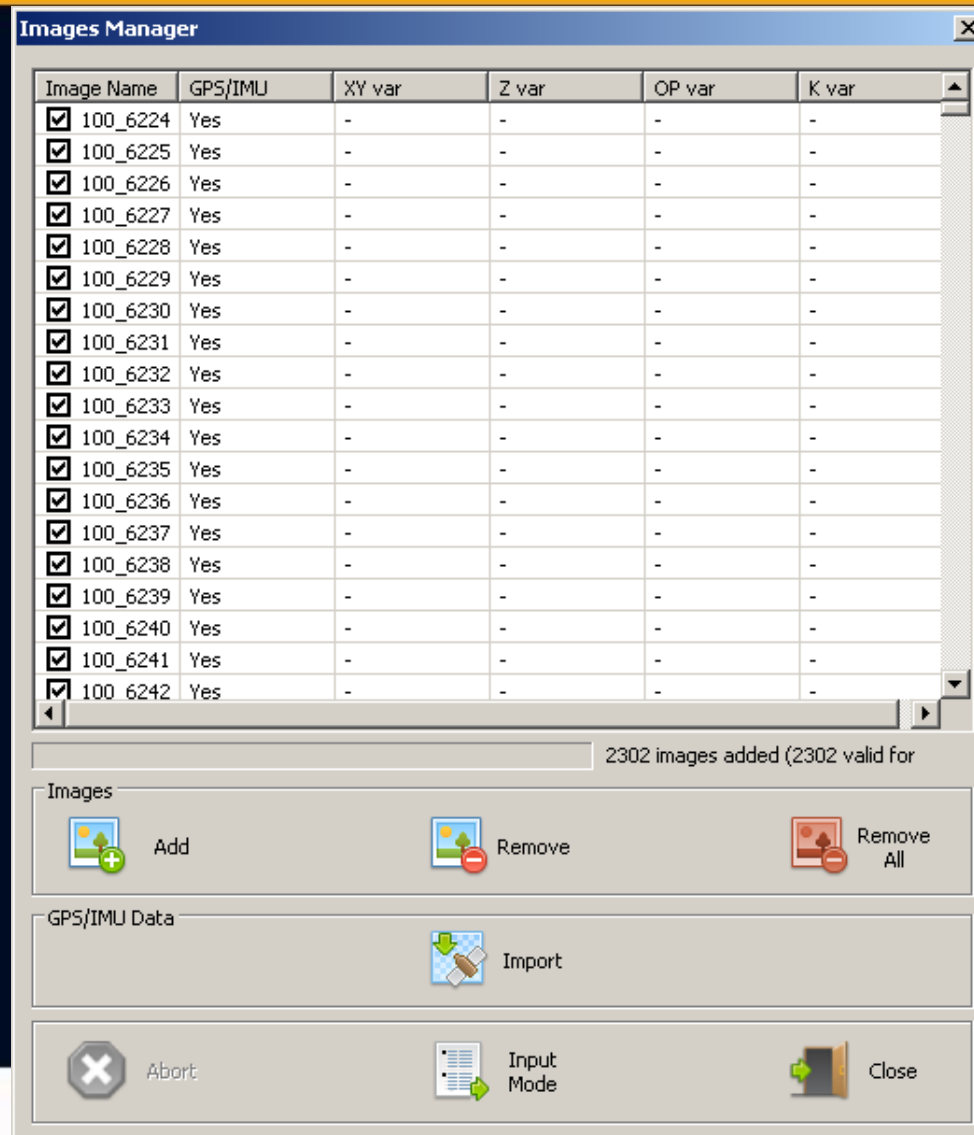 Images Manager
Image Name GPS/IMU XY var Z var OP var K var
100_6224 Yes - - - -
100_6225 Yes - - - -
100_6226 Yes - - - -
100_6227 Yes - - - -
100_6228 Yes - - - -
100_6229 Yes - - - -
100_6230 Yes - - - -
100_6231 Yes - - - -
100_6232 Yes - - - -
100_6233 Yes - - - -
100_6234 Yes - - - -
100_6235 Yes - - - -
100_6236 Yes - - - -
100_6237 Yes - - - -
100_6238 Yes - - - -
100_6239 Yes - - - -
100_6240 Yes - - - -
100_6241 Yes - - - -
100_6242 Yes - - - -
2302 images added (2302 valid for
Images
Add Remove Remove
All
GPS/IMU Data
Import
Abort Input
Mode Close